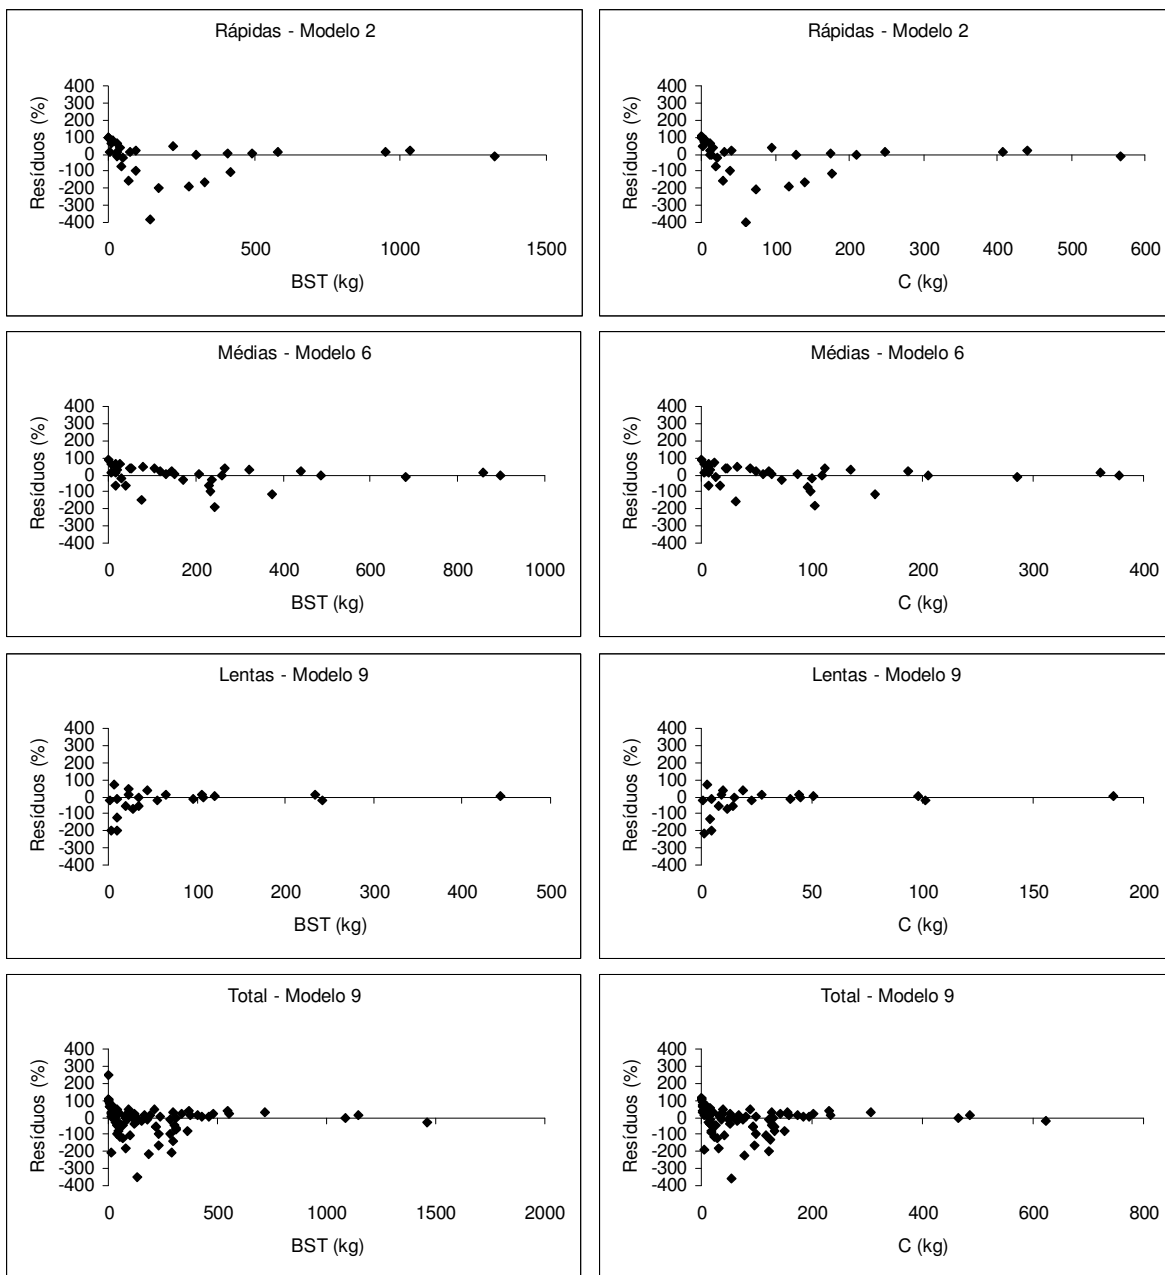 Rápidas - Modelo 2
400
300
200
100
0
-100
-200
-300
-400
Resíduos (%)
0 500 1000 1500
BST (kg)
Rápidas - Modelo 2
400
300
200
100
0
-100
-200
-300
-400
Resíduos (%)
0 100 200 300 400 500 600
C (kg)
Médias - Modelo 6
400
300
200
100
0
-100
-200
-300
-400
Resíduos (%)
0 200 400 600 800 1000
BST (kg)
Médias - Modelo 6
400
300
200
100
0
-100
-200
-300
-400
Resíduos (%)
0 100 200 300 400
C (kg)
Lentas - Modelo 9
400
300
200
100
0
-100
-200
-300
-400
Resíduos (%)
0 100 200 300 400 500
BST (kg)
Lentas - Modelo 9
400
300
200
100
0
-100
-200
-300
-400
Resíduos (%)
0 50 100 150 200
C (kg)
Total - Modelo 9
400
300
200
100
0
-100
-200
-300
-400
Resíduos (%)
0 500 1000 1500 2000
BST (kg)
Total - Modelo 9
400
300
200
100
0
-100
-200
-300
-400
Resíduos (%)
0 200 400 600 800
C (kg)